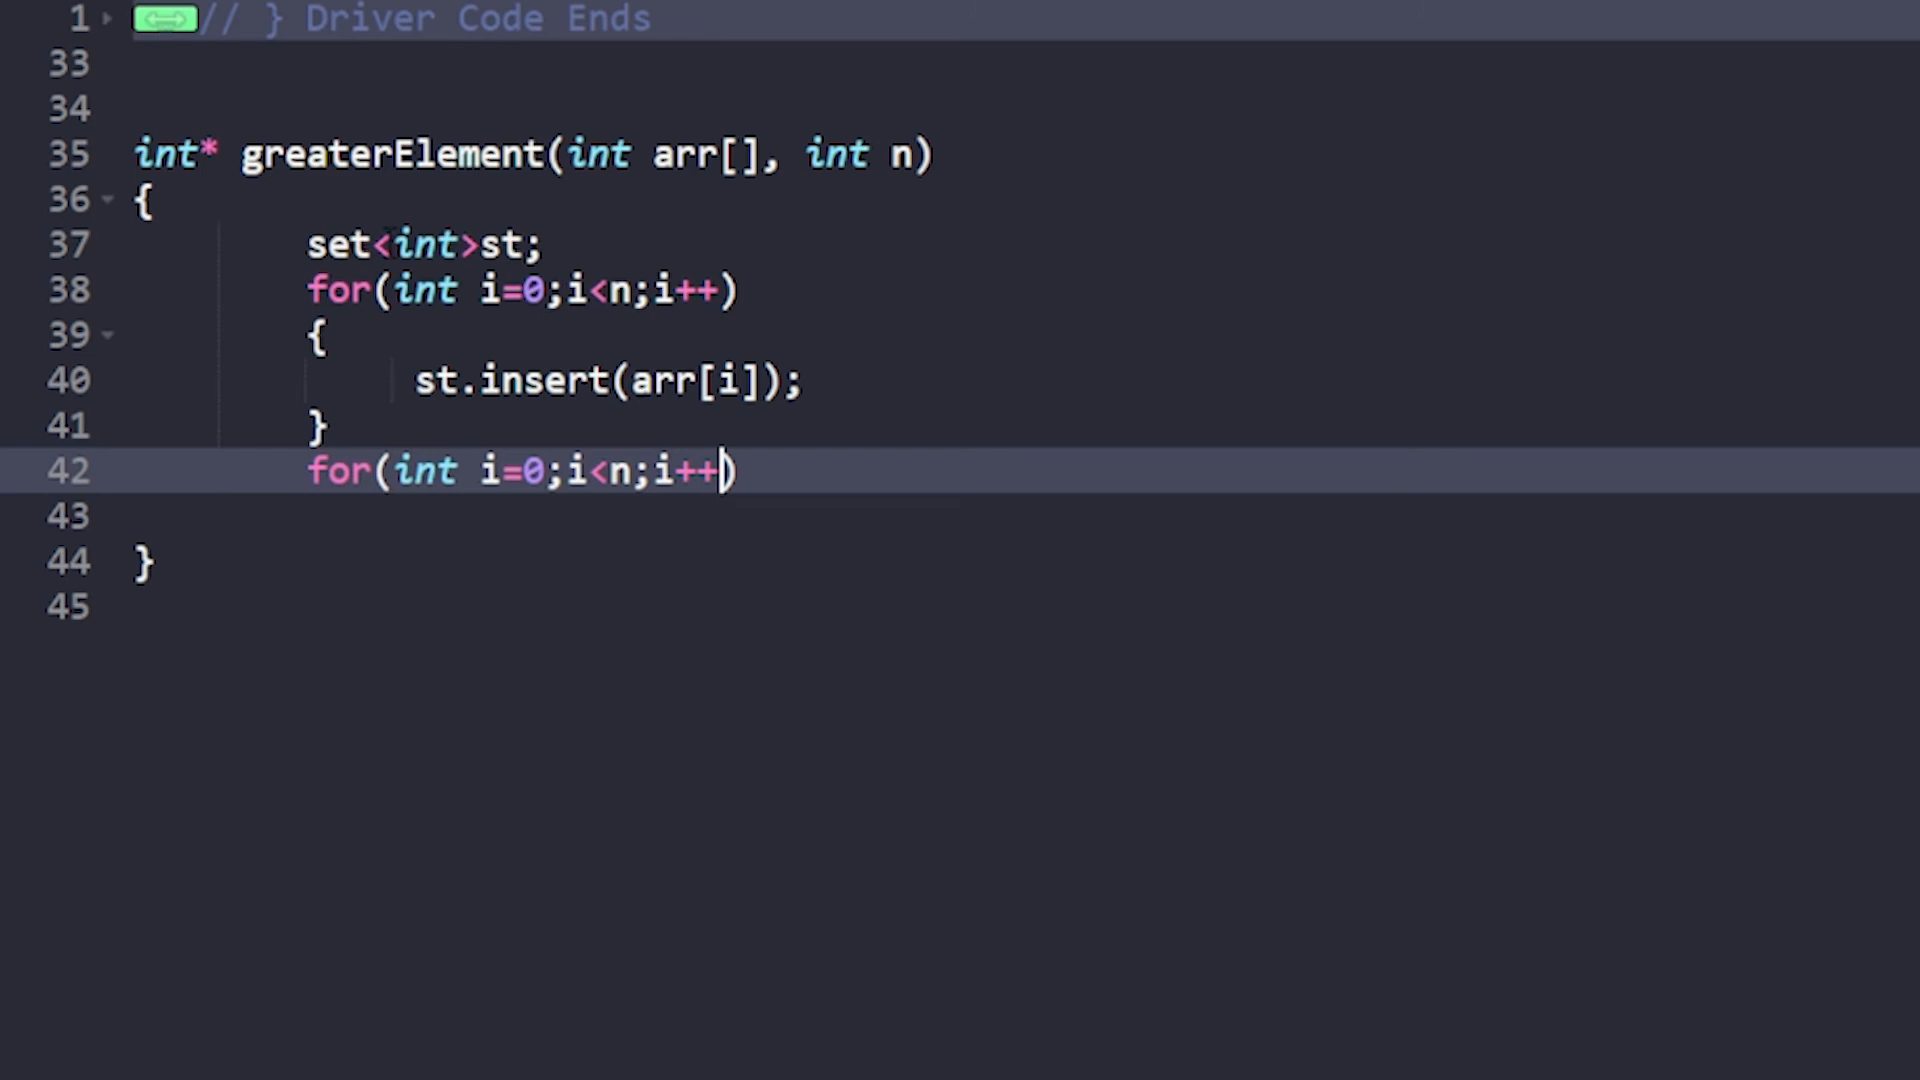 1 // } Driver Code Ends
33
34
35 int* greaterElement(int arr[], int n)
36 {
37 set<int>st;
38 for(int i=0;i<n;i++)
39 {
40 st.insert(arr[i]);
41 }
42 for(int i=0;i<n;i++)
43
44 }
45